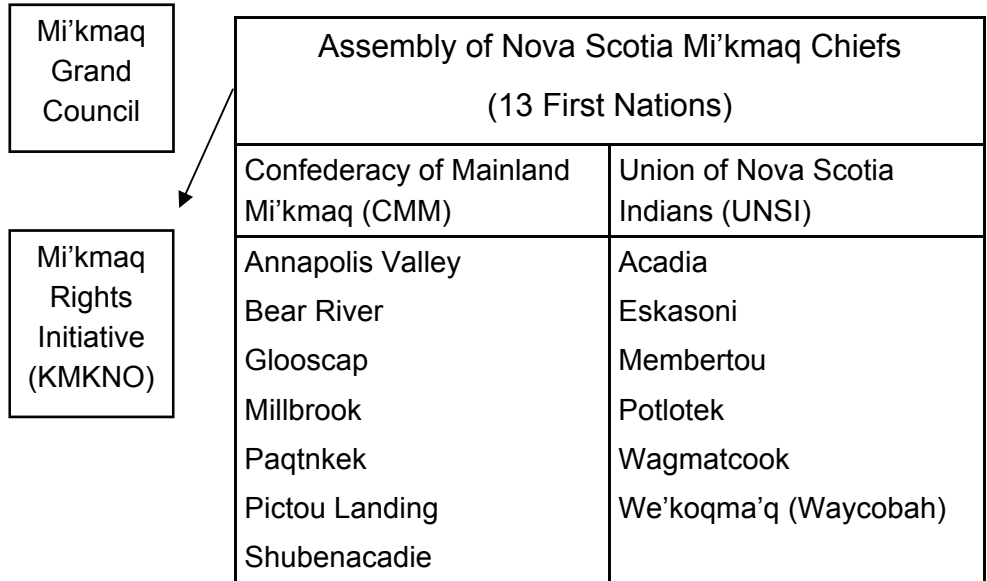 Mi’kmaq
Grand
Council
Assembly of Nova Scotia Mi’kmaq Chiefs
(13 First Nations)
Confederacy of Mainland
Mi’kmaq (CMM)
Union of Nova Scotia
Indians (UNSI)
Mi’kmaq
Rights
Initiative
(KMKNO)
Annapolis Valley
Bear River
Glooscap
Millbrook
Paqtnkek
Pictou Landing
Shubenacadie
Acadia
Eskasoni
Membertou
Potlotek
Wagmatcook
We’koqma’q (Waycobah)